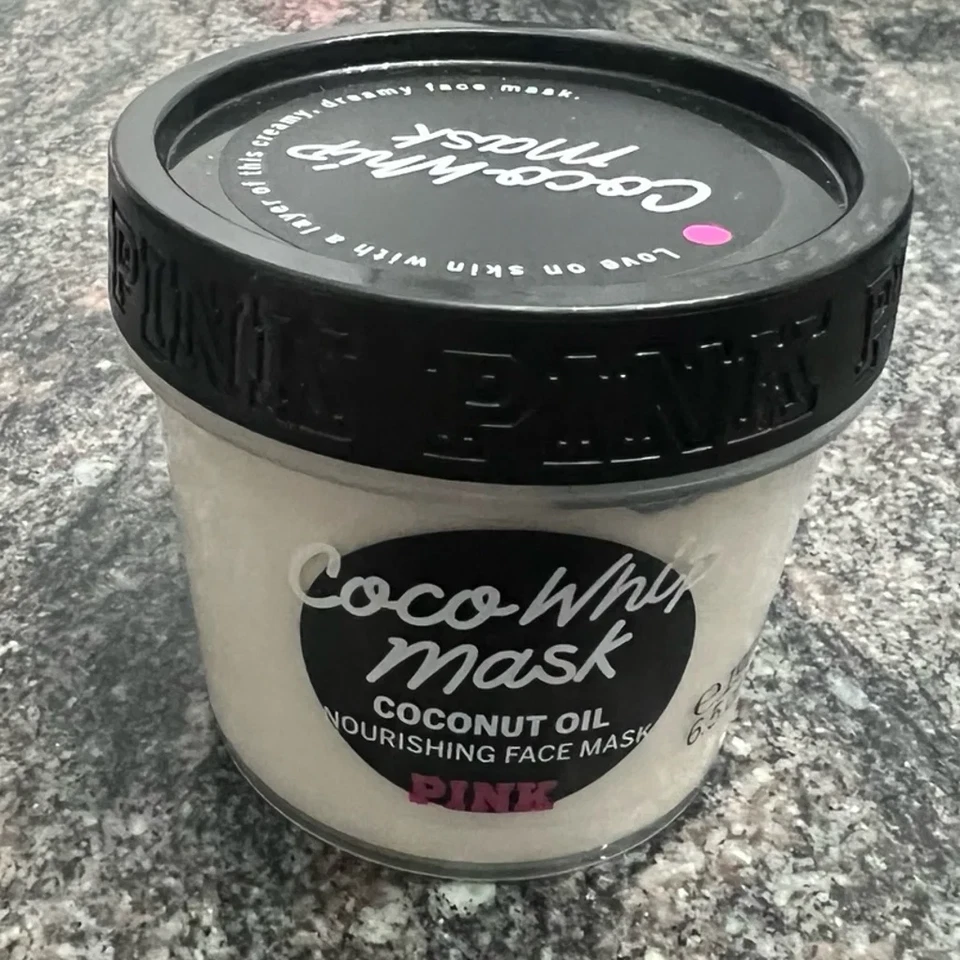 Love on skin with a layer of this creamy, dreamy face mask.
Coco Whip
Mask
PINK PINK
Coco Whip
Mask
COCONUT OIL
NOURISHING FACE MASK
PINK